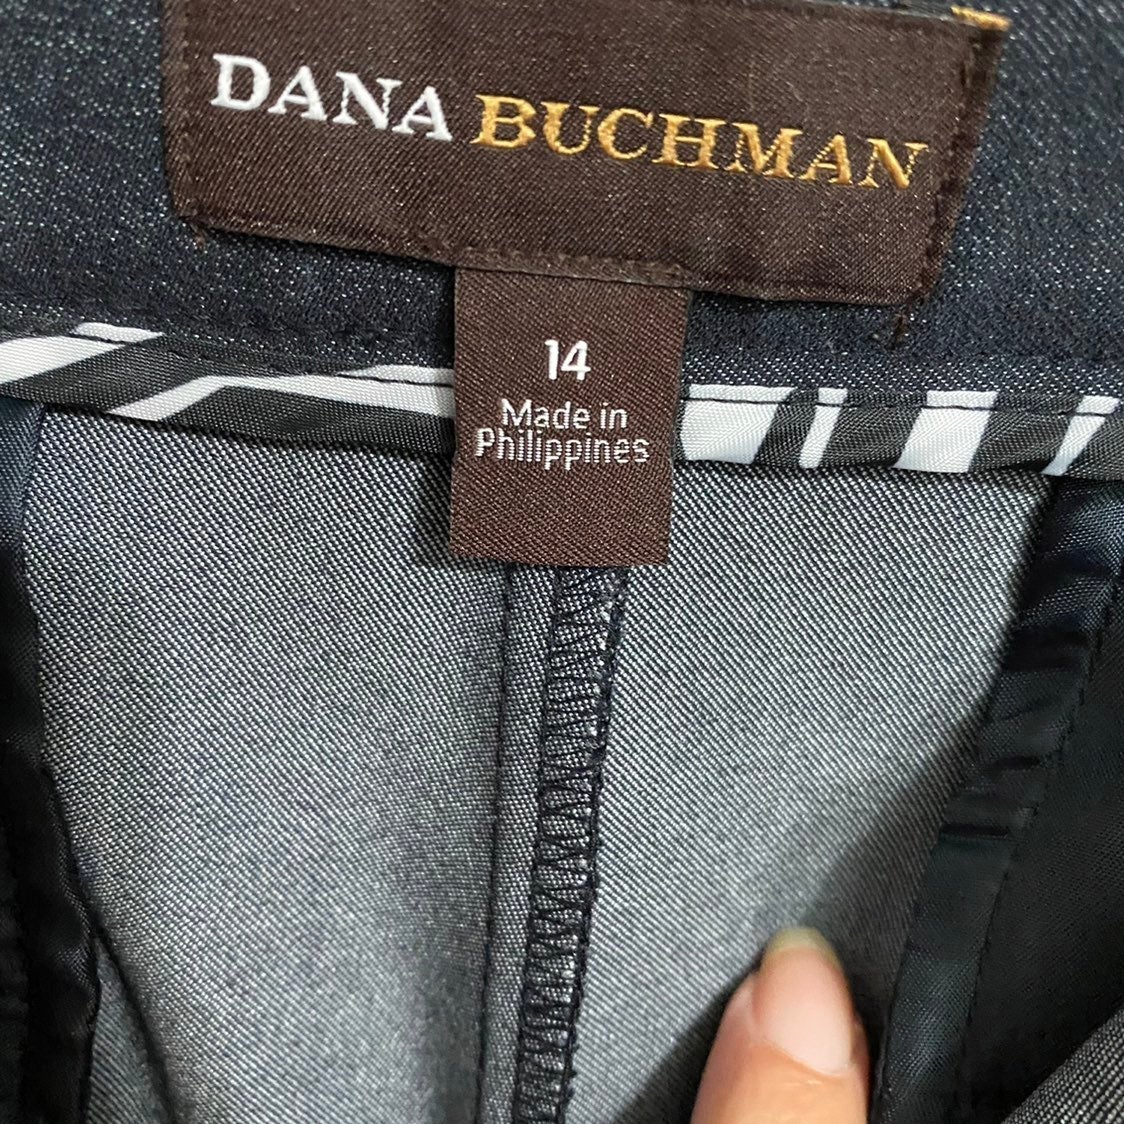 DANA BUCHMAN
14
Made in
Philippines